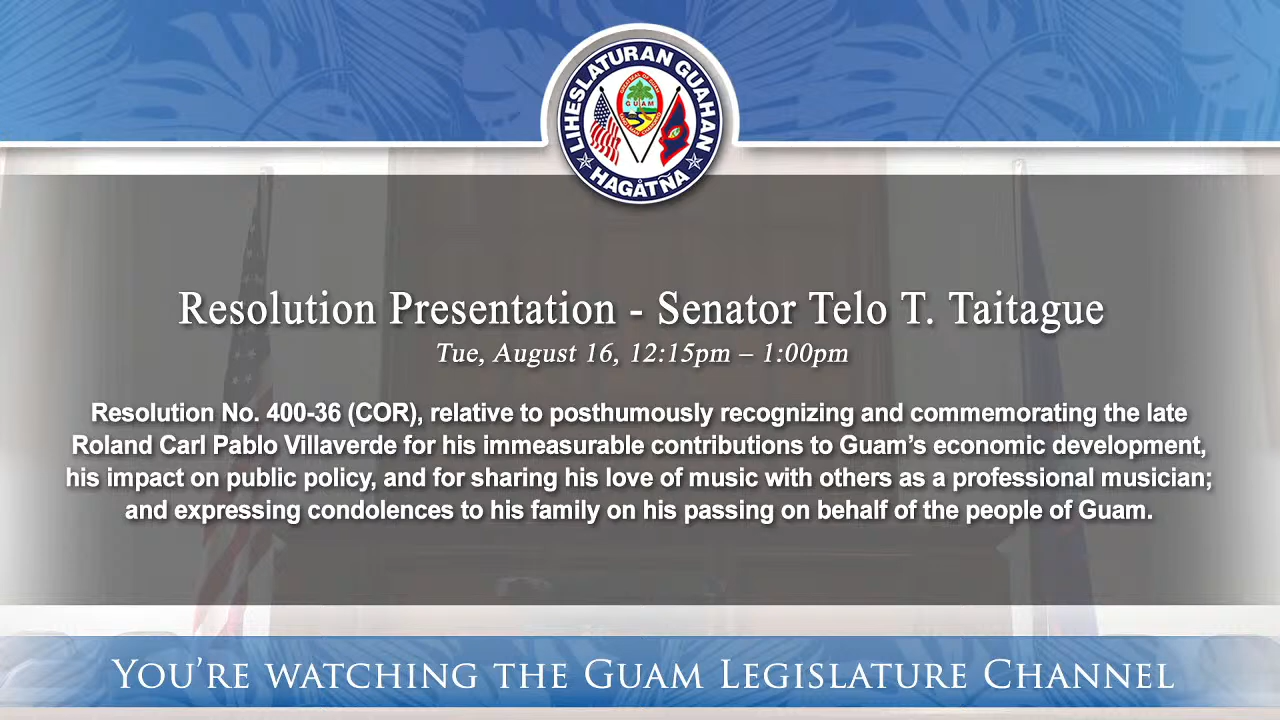 LIHESLATURAN GUAHAN
GUAM
HAGÅTÑA
Resolution Presentation - Senator Telo T. Taitague
Tue, August 16, 12:15pm – 1:00pm
Resolution No. 400-36 (COR), relative to posthumously recognizing and commemorating the late
Roland Carl Pablo Villaverde for his immeasurable contributions to Guam’s economic development,
his impact on public policy, and for sharing his love of music with others as a professional musician;
and expressing condolences to his family on his passing on behalf of the people of Guam.
You’re watching the Guam Legislature Channel